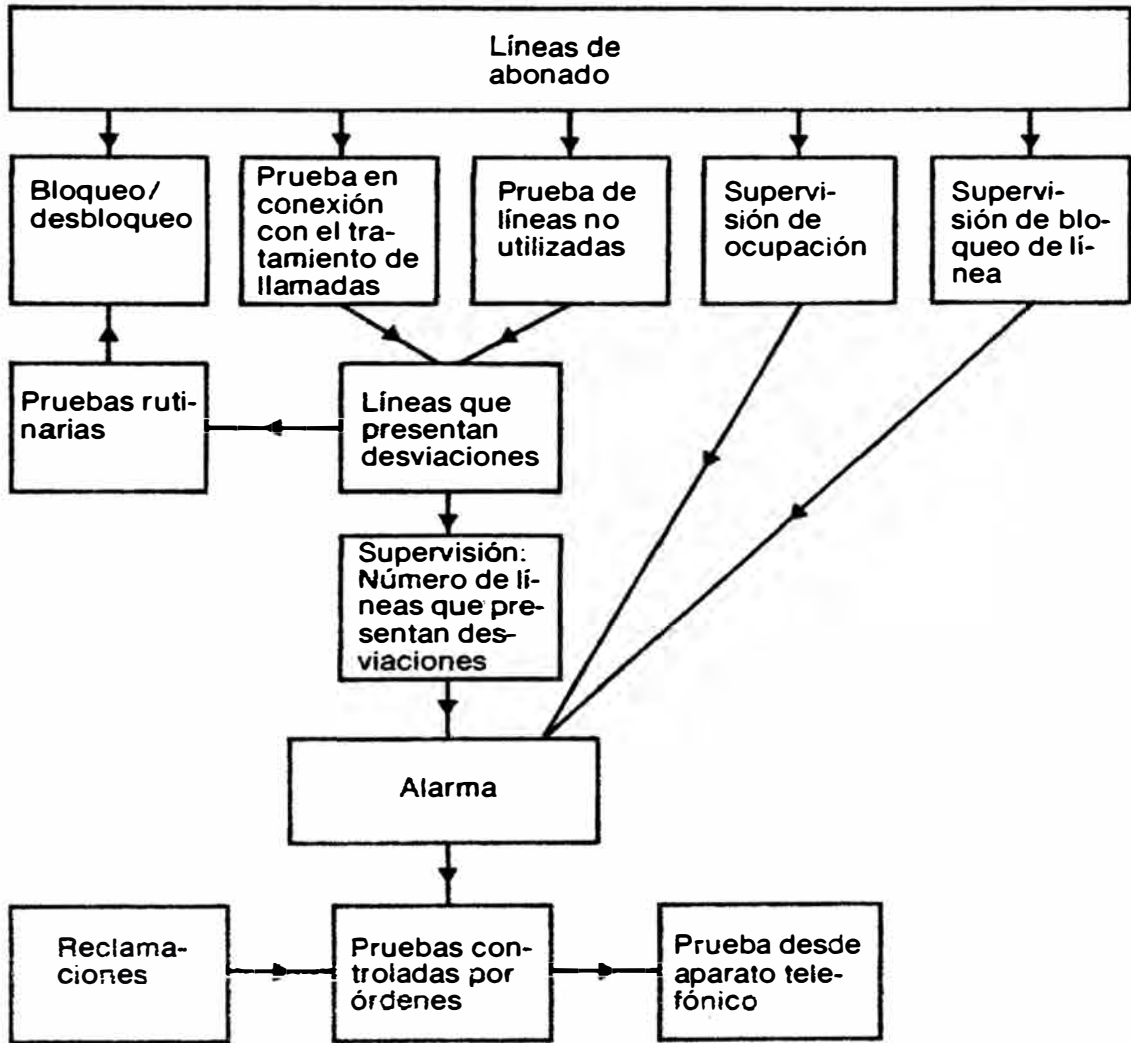 Líneas de
abonado
Bloqueo/
desbloqueo
Prueba en
conexión
con el tra-
tamiento de
llamadas
Prueba de
líneas no
utilizadas
Supervi-
sión de
ocupación
Supervi-
sión de blo-
queo de lí-
nea
Pruebas ruti-
narias
Líneas que
presentan
desviaciones
Supervisión:
Número de lí-
neas que pre-
sentan des-
viaciones
Alarma
Reclama-
ciones
Pruebas con-
troladas por
órdenes
Prueba desde
aparato tele-
fónico